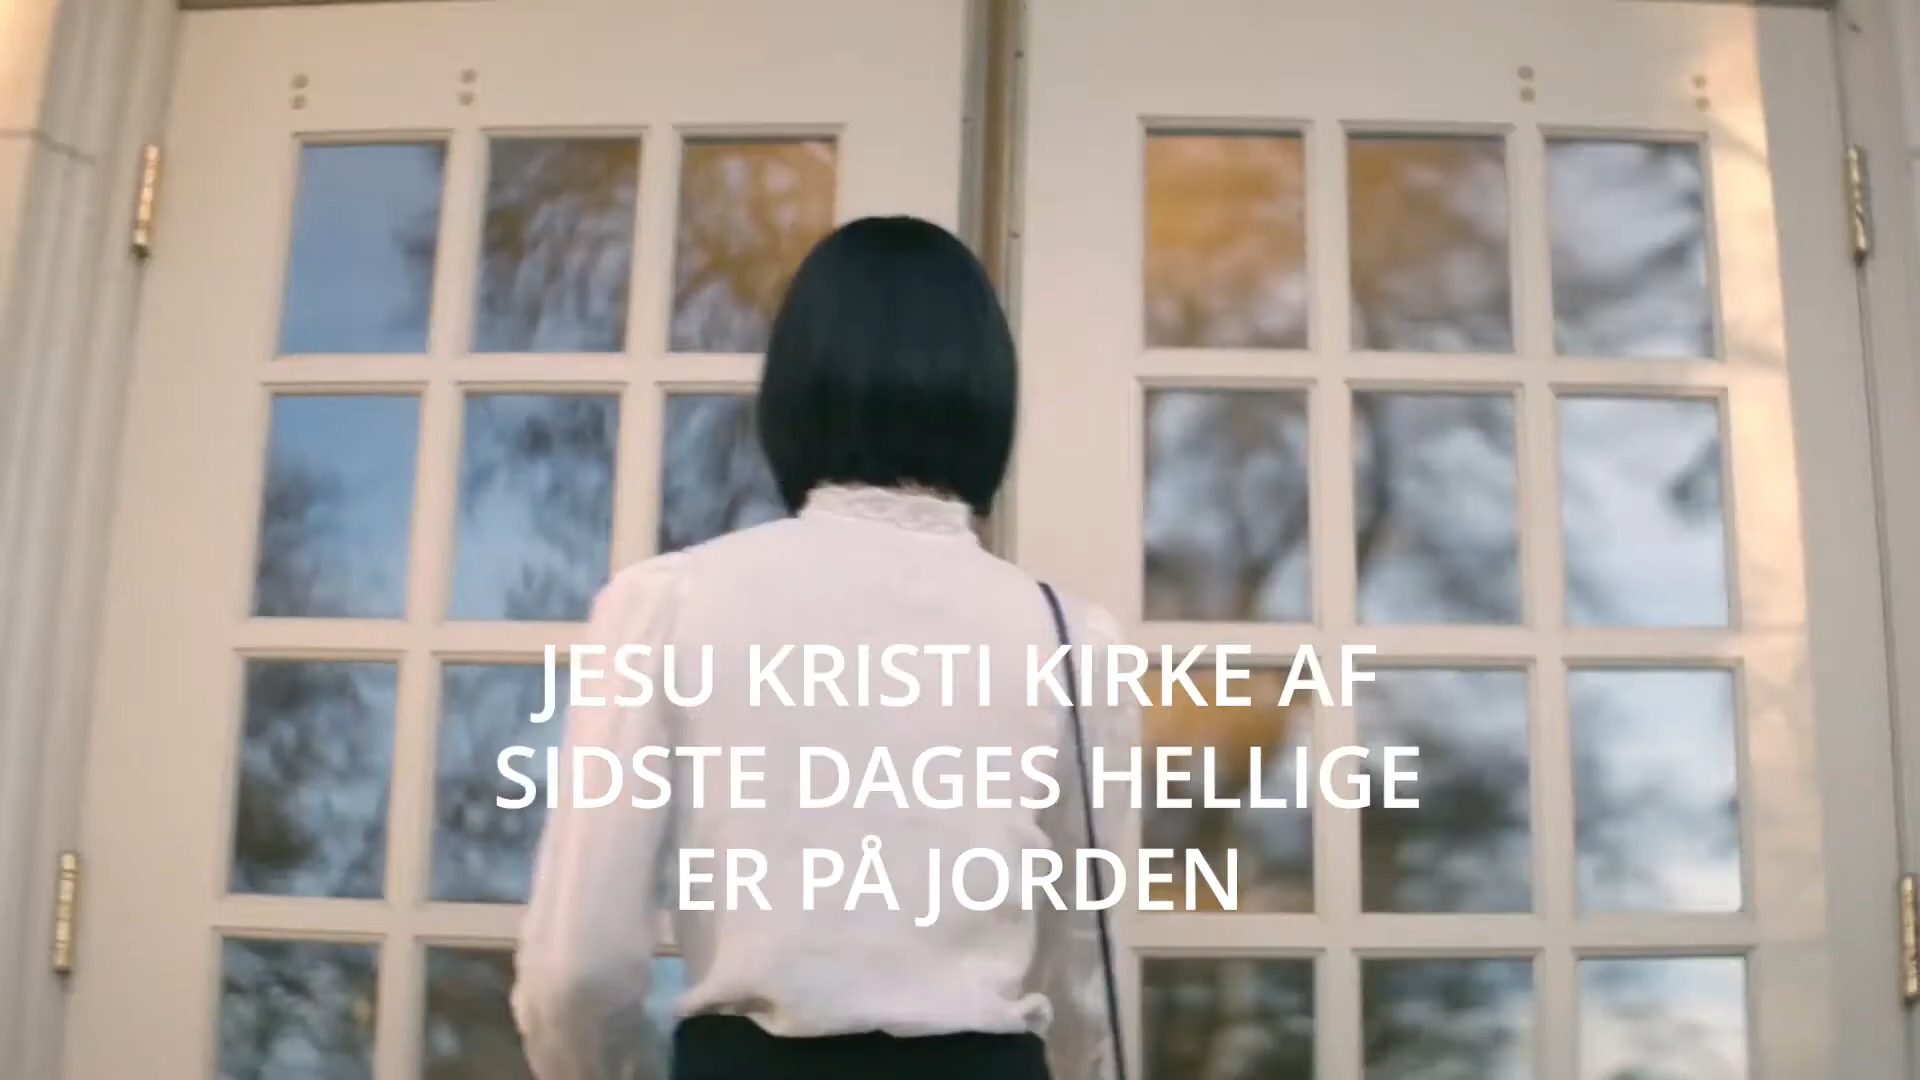 JESU KRISTI KIRKE AF
SIDSTE DAGES HELLIGE
ER PÅ JORDEN